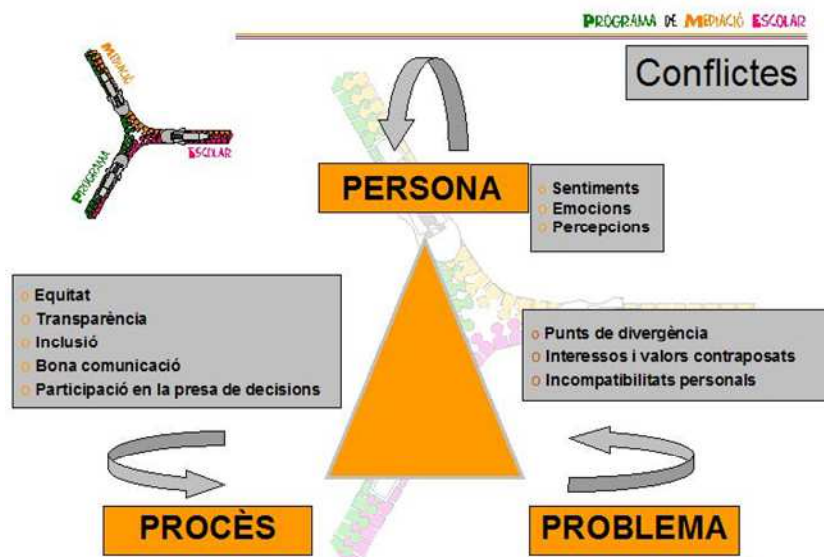 PROGRAMA DE MEDIACIÓ ESCOLAR
Conflictes
MEDIACIÓ
ESCOLAR
PROGRAMA
PERSONA
Sentiments
Emocions
Percepcions
Equitat
Transparència
Inclusió
Bona comunicació
Participació en la presa de decisions
Punts de divergència
Interessos i valors contraposats
Incompatibilitats personals
PROCÈS
PROBLEMA